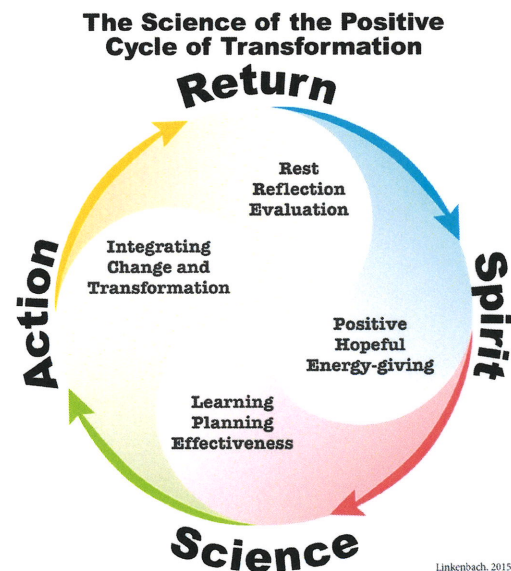 The Science of the Positive
Cycle of Transformation
Return
Rest
Reflection
Evaluation
Spirit
Positive
Hopeful
Energy-giving
Science
Learning
Planning
Effectiveness
Action
Integrating
Change and
Transformation
Linkenbach, 2015